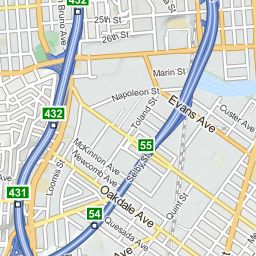 432
25th St
Bruno Ave
26th St
Marin St
Napoleon St
Toland St
Evans Ave
Custer Ave
432
55
McKinnon Ave
Selby St
Newcomb Ave
Loomis St
431
Oakdale Ave
Quint St
54
Quesada Ave